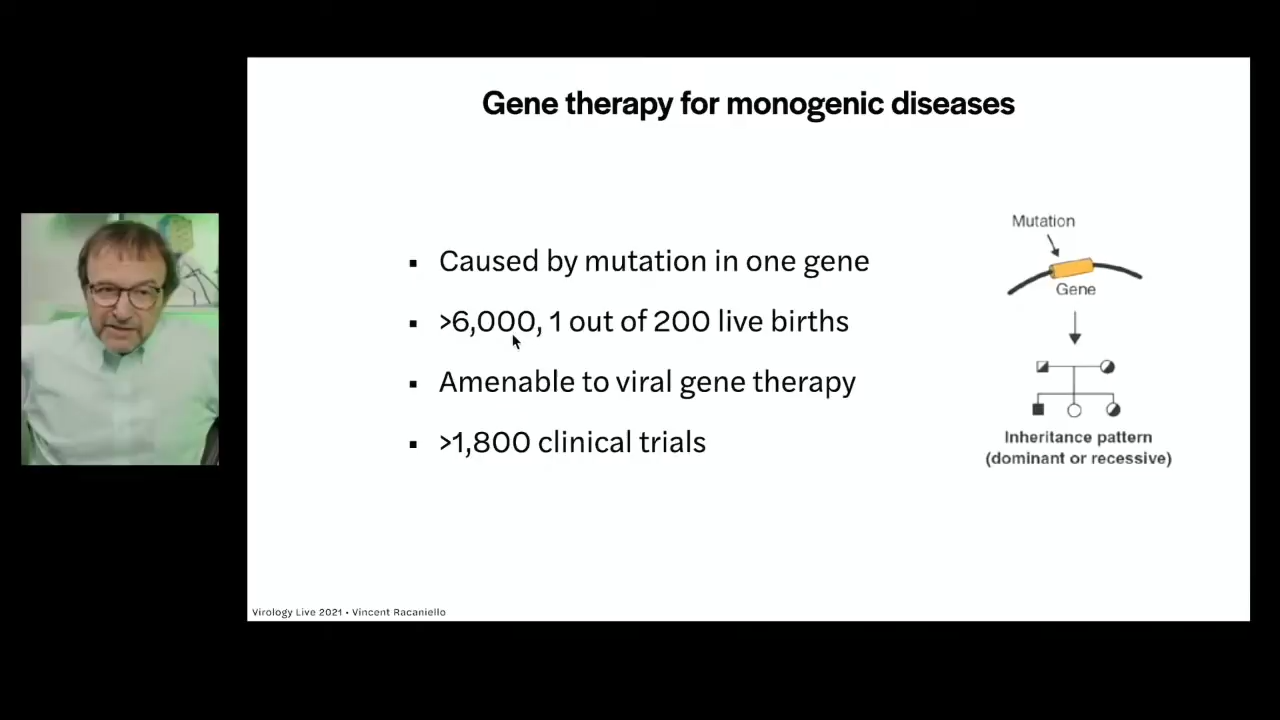 Gene therapy for monogenic diseases
▪ Caused by mutation in one gene
▪ >6,000, 1 out of 200 live births
▪ Amenable to viral gene therapy
▪ >1,800 clinical trials
Mutation
Gene
Inheritance pattern
(dominant or recessive)
Virology Live 2021 • Vincent Racaniello